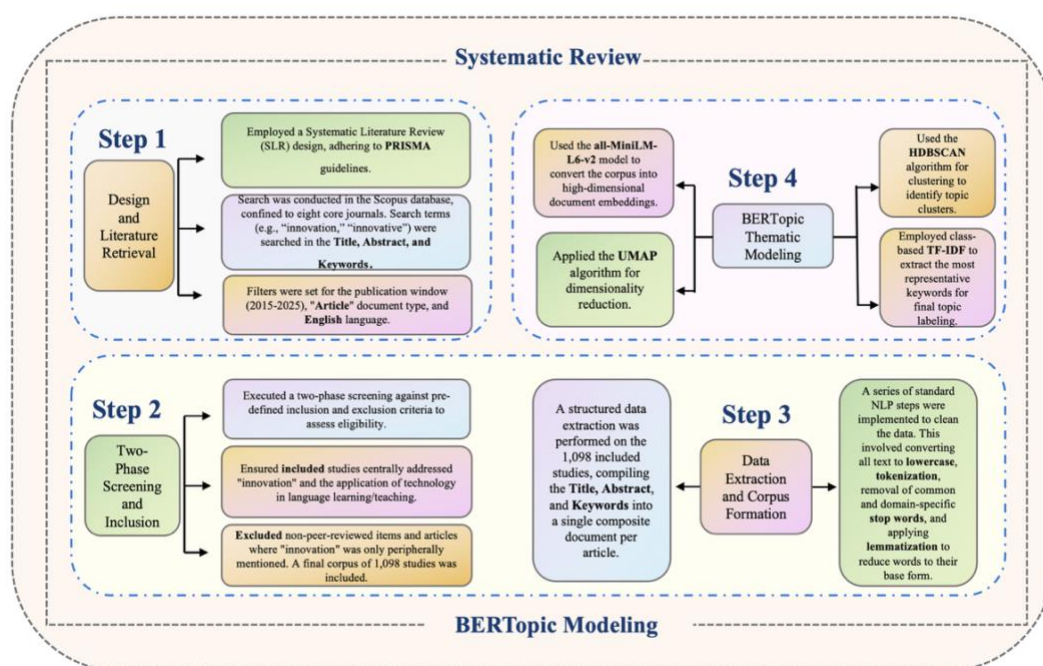 Systematic Review
Step 1
Design
and
Literature
Retrieval
Employed a Systematic Literature Review
(SLR) design, adhering to PRISMA
guidelines.
Search was conducted in the Scopus database,
confined to eight core journals. Search terms
(e.g., “innovation,” “innovative”) were
searched in the Title, Abstract, and
Keywords.
Filters were set for the publication window
(2015-2025), "Article" document type, and
English language.
Used the all-MiniLM-
L6-v2 model to
convert the corpus into
high-dimensional
document embeddings.
Applied the UMAP
algorithm for
dimensionality
reduction.
Step 4
BERTopic
Thematic
Modeling
Used the
HDBSCAN
algorithm for
clustering to
identify topic
clusters.
Employed class-
based TF-IDF to
extract the most
representative
keywords for
final topic
labeling.
Step 2
Two-
Phase
Screening
and
Inclusion
Executed a two-phase screening against pre-
defined inclusion and exclusion criteria to
assess eligibility.
Ensured included studies centrally addressed
"innovation" and the application of technology
in language learning/teaching.
Excluded non-peer-reviewed items and articles
where "innovation" was only peripherally
mentioned. A final corpus of 1,098 studies was
included.
A structured data
extraction was
performed on the
1,098 included
studies, compiling
the Title, Abstract,
and Keywords into
a single composite
document per
article.
Step 3
Data
Extraction
and Corpus
Formation
A series of standard
NLP steps were
implemented to clean
the data. This
involved converting
all text to lowercase,
tokenization,
removal of common
and domain-specific
stop words, and
applying
lemmatization to
reduce words to their
base form.
BERTopic Modeling